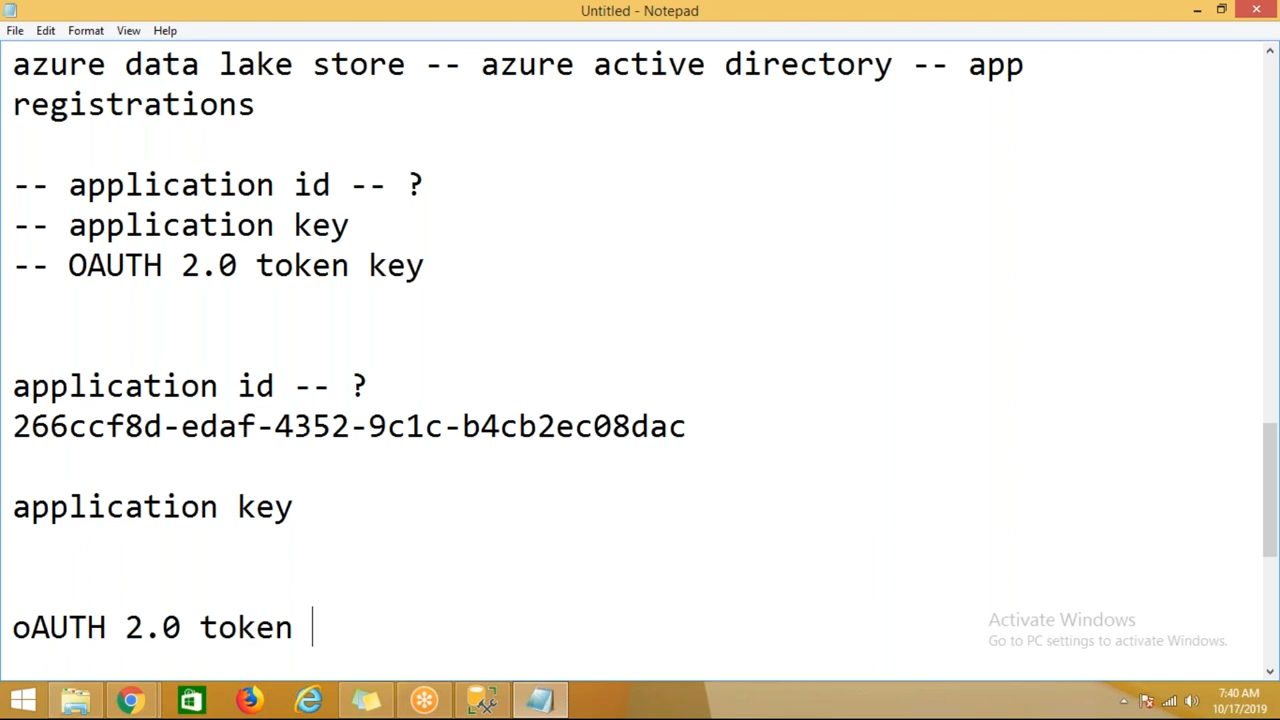 Untitled - Notepad
File Edit Format View Help
azure data lake store -- azure active directory -- app
registrations
-- application id -- ?
-- application key
-- OAUTH 2.0 token key
application id -- ?
266ccf8d-edaf-4352-9c1c-b4cb2ec08dac
application key
oAUTH 2.0 token
Activate Windows
Go to PC settings to activate Windows.
7:40 AM
10/17/2019